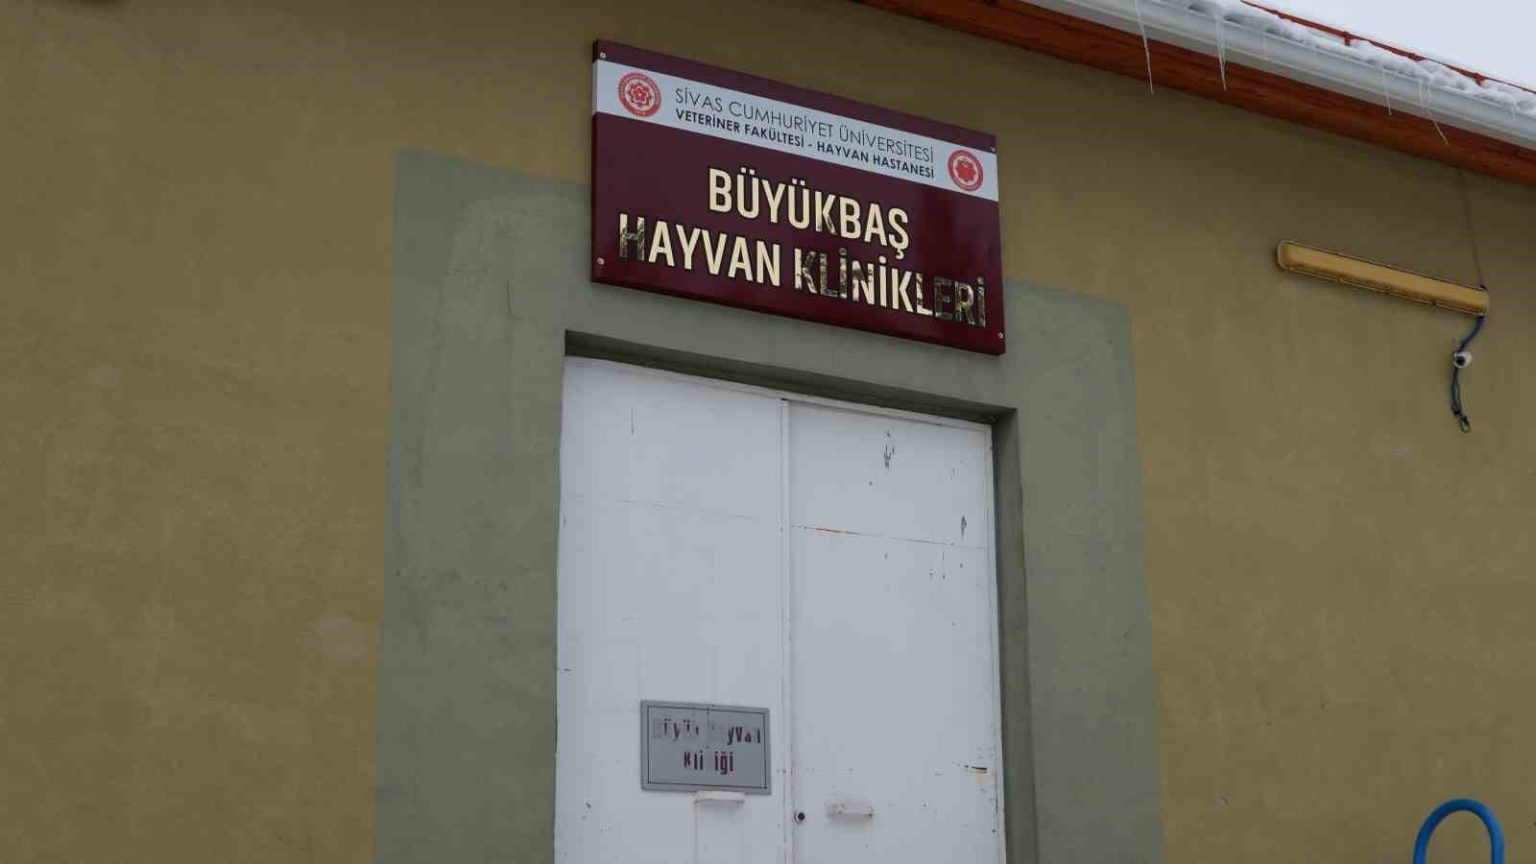 SİVAS CUMHURİYET ÜNİVERSİTESİ
VETERİNER FAKÜLTESİ - HAYVAN HASTANESİ
BÜYÜKBAŞ
HAYVAN KLİNİKLERİ